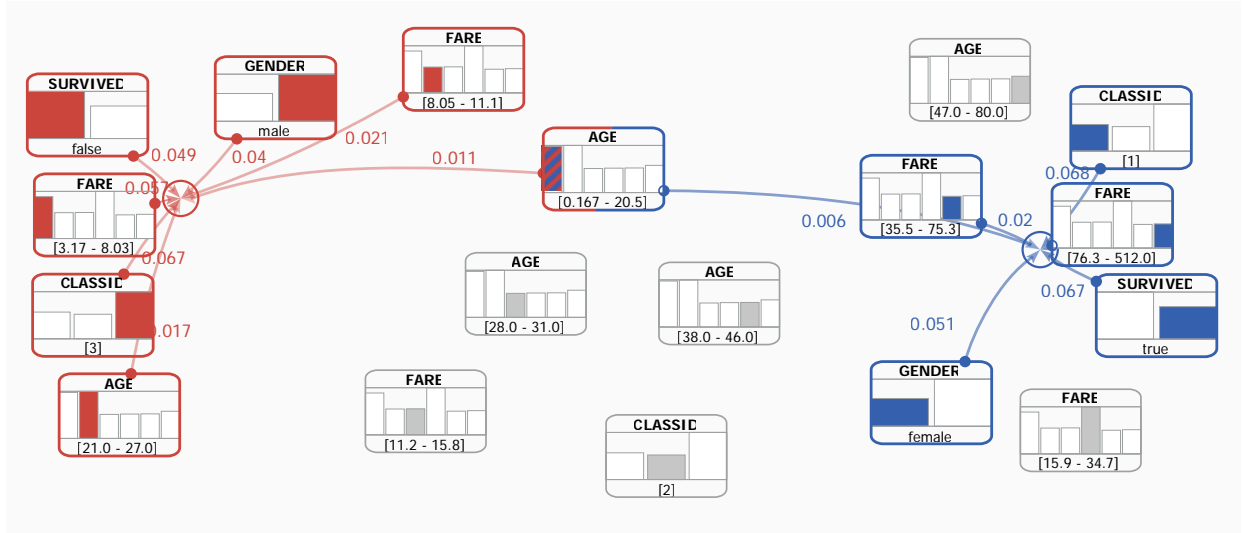 FARE
[8.05 - 11.1]
AGE
[47.0 - 80.0]
GENDER
male
SURVIVED
false
CLASSID
[1]
0.049
0.04
0.021
0.011
AGE
[0.167 - 20.5]
FARE
[35.5 - 75.3]
0.068
FARE
[3.17 - 8.03]
0.057
FARE
[76.3 - 512.0]
0.006
0.02
0.067
CLASSID
[3]
AGE
[28.0 - 31.0]
AGE
[38.0 - 46.0]
0.067
SURVIVED
true
0.017
0.051
AGE
[21.0 - 27.0]
FARE
[11.2 - 15.8]
GENDER
female
FARE
[15.9 - 34.7]
CLASSID
[2]